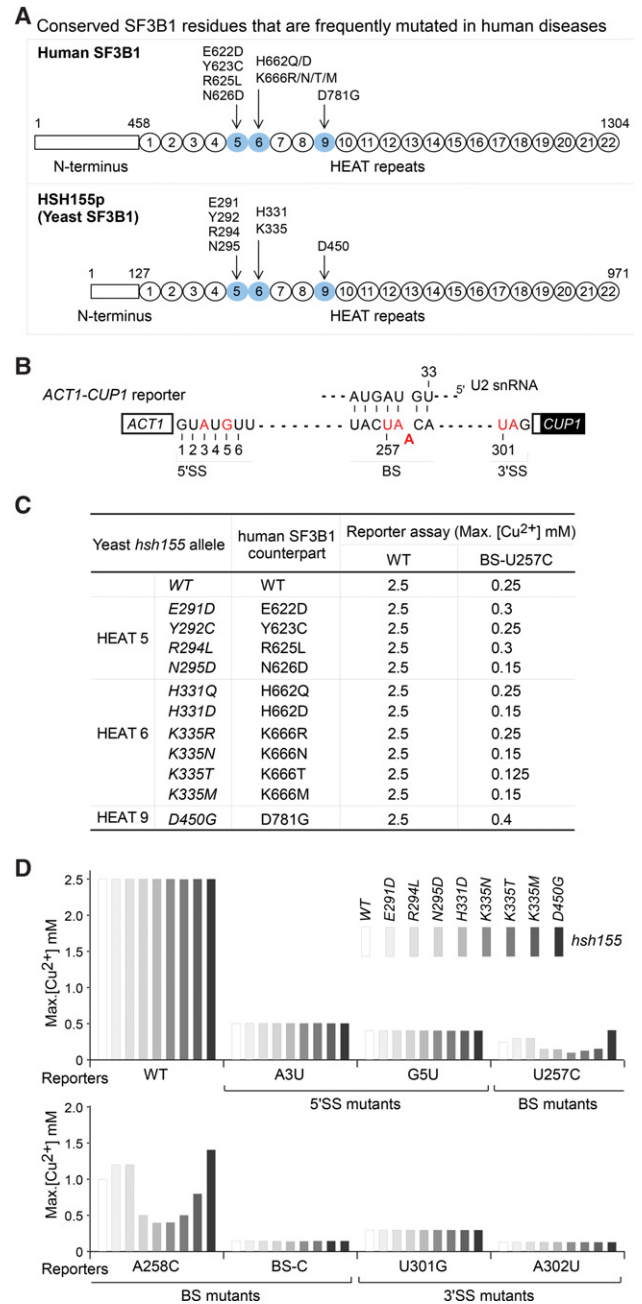 A Conserved SF3B1 residues that are frequently mutated in human diseases
Human SF3B1
E622D
Y623C
R625L
N626D
H662Q/D
K666R/N/T/M
D781G
1 458 1304
1 2 3 4 5 6 7 8 9 10 11 12 13 14 15 16 17 18 19 20 21 22
N-terminus HEAT repeats
HSH155p
(Yeast SF3B1)
E291
Y292
R294
N295
H331
K335
D450
1 127 971
1 2 3 4 5 6 7 8 9 10 11 12 13 14 15 16 17 18 19 20 21 22
N-terminus HEAT repeats
B
33
ACT1-CUP1 reporter AUGAU GU 5' U2 snRNA
ACT1 GUAUGUU UACUA A CA UAG CUP1
1 2 3 4 5 6 257 301
5'SS BS 3'SS
C
Yeast hsh155 allele human SF3B1 counterpart Reporter assay (Max. [Cu2+] mM)
WT BS-U257C
WT WT 2.5 0.25
HEAT 5 E291D E622D 2.5 0.3
Y292C Y623C 2.5 0.25
R294L R625L 2.5 0.3
N295D N626D 2.5 0.15
HEAT 6 H331Q H662Q 2.5 0.25
H331D H662D 2.5 0.15
K335R K666R 2.5 0.25
K335N K666N 2.5 0.15
K335T K666T 2.5 0.125
K335M K666M 2.5 0.15
HEAT 9 D450G D781G 2.5 0.4
D
Max.[Cu2+] mM
2.5
2.0
1.5
1.0
0.5
0
WT E291D R294L N295D H331D K335N K335T K335M D450G
hsh155
Reporters WT A3U G5U U257C
5'SS mutants BS mutants
Max.[Cu2+] mM
2.0
1.5
1.0
0.5
0
Reporters A258C BS-C U301G A302U
BS mutants 3'SS mutants